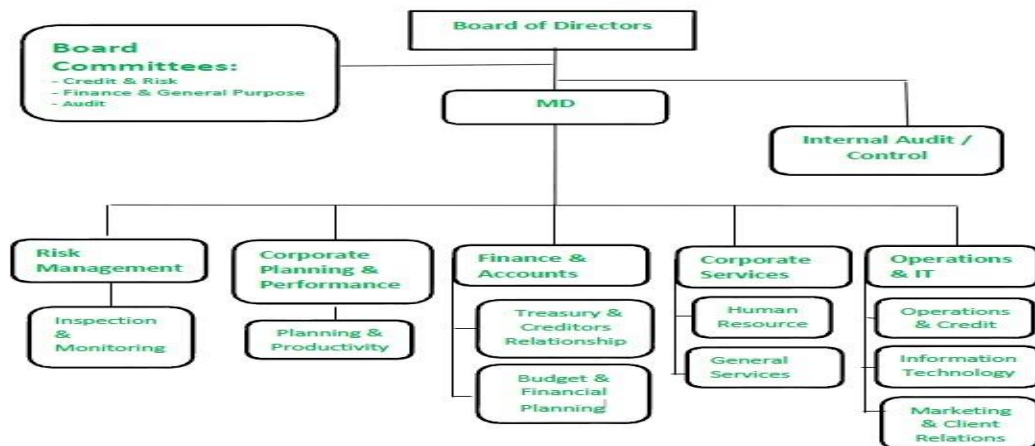 Board of Directors
Board
Committees:
- Credit & Risk
- Finance & General Purpose
- Audit
MD
Internal Audit /
Control
Risk
Management
Corporate
Planning &
Performance
Finance &
Accounts
Corporate
Services
Operations
& IT
Inspection
&
Monitoring
Planning &
Productivity
Treasury &
Creditors
Relationship
Budget &
Financial
Planning
Human
Resource
General
Services
Operations
& Credit
Information
Technology
Marketing
& Client
Relations